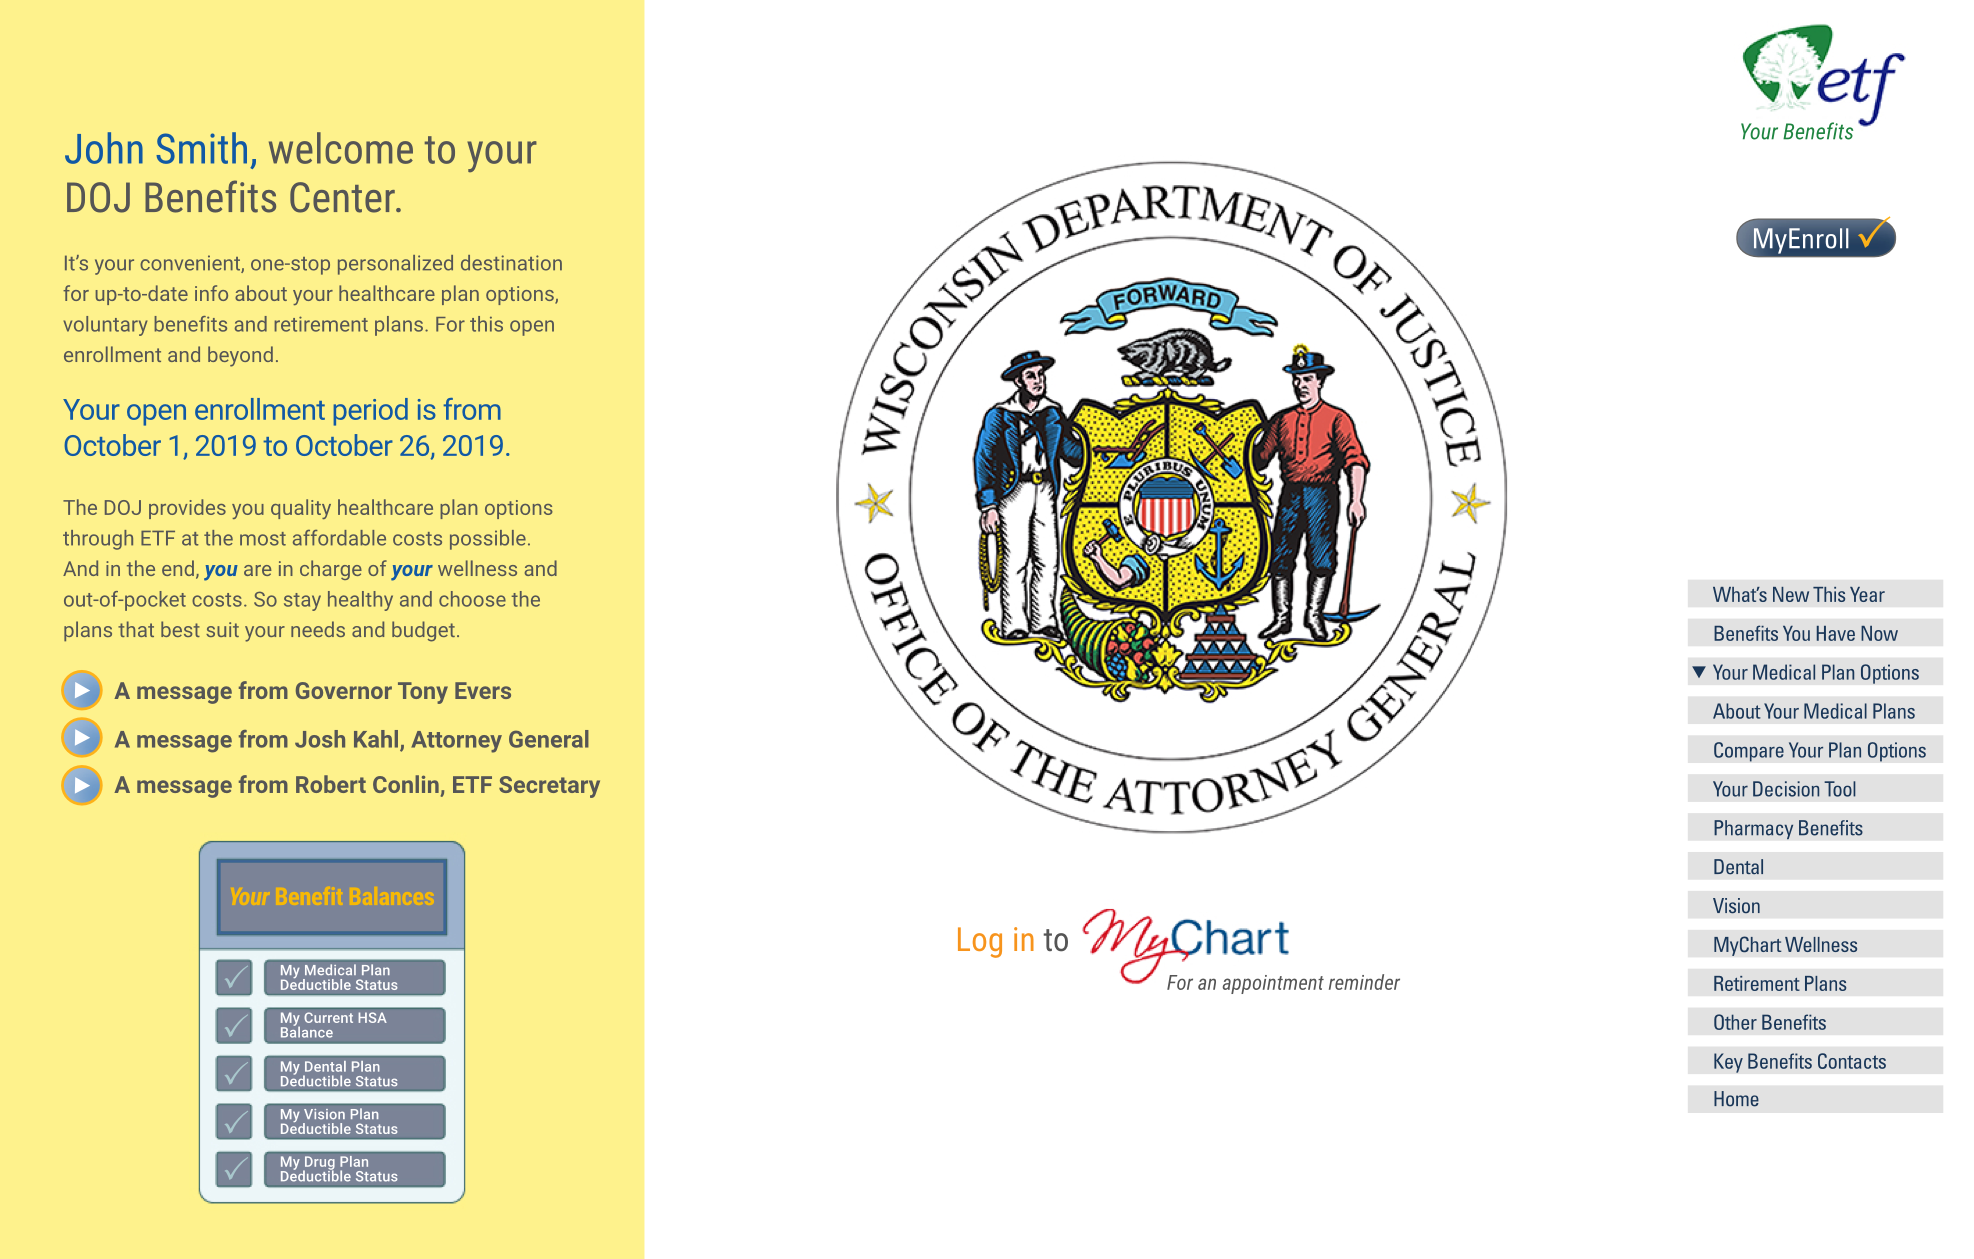 John Smith, welcome to your
DOJ Benefits Center.
It’s your convenient, one-stop personalized destination
for up-to-date info about your healthcare plan options,
voluntary benefits and retirement plans. For this open
enrollment and beyond.
Your open enrollment period is from
October 1, 2019 to October 26, 2019.
The DOJ provides you quality healthcare plan options
through ETF at the most affordable costs possible.
And in the end, you are in charge of your wellness and
out-of-pocket costs. So stay healthy and choose the
plans that best suit your needs and budget.
A message from Governor Tony Evers
A message from Josh Kahl, Attorney General
A message from Robert Conlin, ETF Secretary
Your Benefit Balances
My Medical Plan
Deductible Status
My Current HSA
Balance
My Dental Plan
Deductible Status
My Vision Plan
Deductible Status
My Drug Plan
Deductible Status
WISCONSIN DEPARTMENT OF JUSTICE
FORWARD
E PLURIBUS UNUM
OFFICE OF THE ATTORNEY GENERAL
Log in to MyChart
For an appointment reminder
etf
Your Benefits
MyEnroll
What’s New This Year
Benefits You Have Now
Your Medical Plan Options
About Your Medical Plans
Compare Your Plan Options
Your Decision Tool
Pharmacy Benefits
Dental
Vision
MyChart Wellness
Retirement Plans
Other Benefits
Key Benefits Contacts
Home